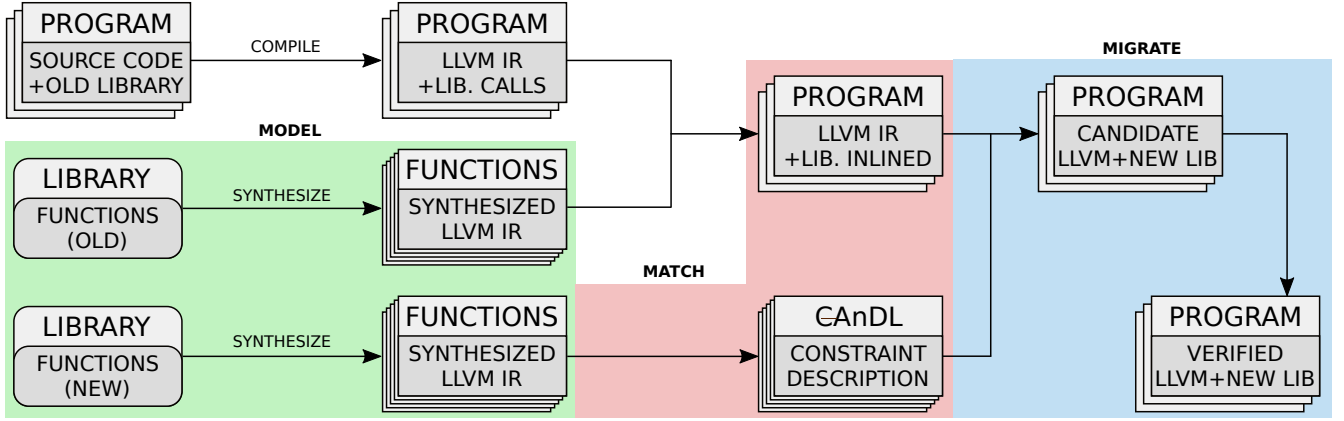 PROGRAM
SOURCE CODE
+OLD LIBRARY
COMPILE
PROGRAM
LLVM IR
+LIB. CALLS
MODEL
LIBRARY
FUNCTIONS
(OLD)
SYNTHESIZE
FUNCTIONS
SYNTHESIZED
LLVM IR
LIBRARY
FUNCTIONS
(NEW)
SYNTHESIZE
FUNCTIONS
SYNTHESIZED
LLVM IR
MATCH
PROGRAM
LLVM IR
+LIB. INLINED
CAnDL
CONSTRAINT
DESCRIPTION
MIGRATE
PROGRAM
CANDIDATE
LLVM+NEW LIB
PROGRAM
VERIFIED
LLVM+NEW LIB